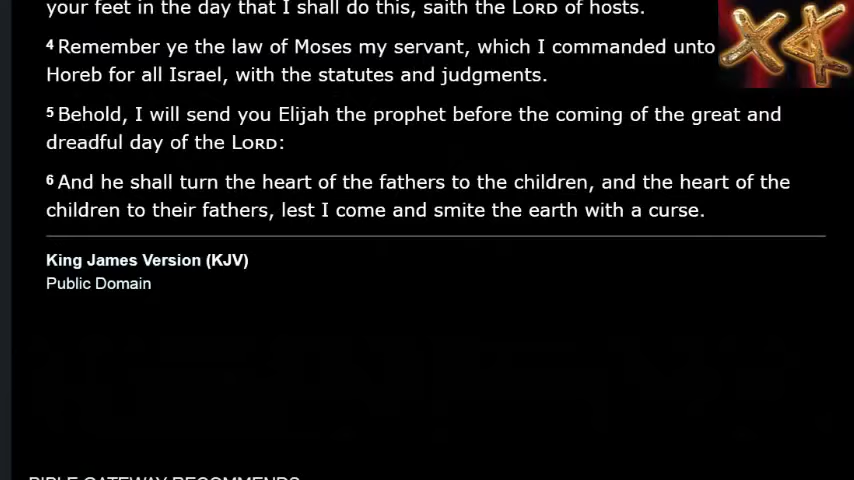 your feet in the day that I shall do this, saith the LORD of hosts.
4 Remember ye the law of Moses my servant, which I commanded unto
Horeb for all Israel, with the statutes and judgments.
5 Behold, I will send you Elijah the prophet before the coming of the great and
dreadful day of the LORD:
6 And he shall turn the heart of the fathers to the children, and the heart of the
children to their fathers, lest I come and smite the earth with a curse.
King James Version (KJV)
Public Domain
BIBLE GATEWAY RECOMMENDS